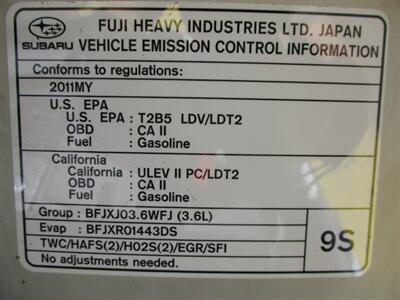 FUJI HEAVY INDUSTRIES LTD. JAPAN
SUBARU VEHICLE EMISSION CONTROL INFORMATION
Conforms to regulations:
2011MY
U.S. EPA
U.S. EPA : T2B5 LDV/LDT2
OBD : CA II
Fuel : Gasoline
California
California : ULEV II PC/LDT2
OBD : CA II
Fuel : Gasoline
Group : BFJXJ03.6WFJ (3.6L)
Evap : BFJXR01443DS
TWC/HAFS(2)/HO2S(2)/EGR/SFI
No adjustments needed.
9S